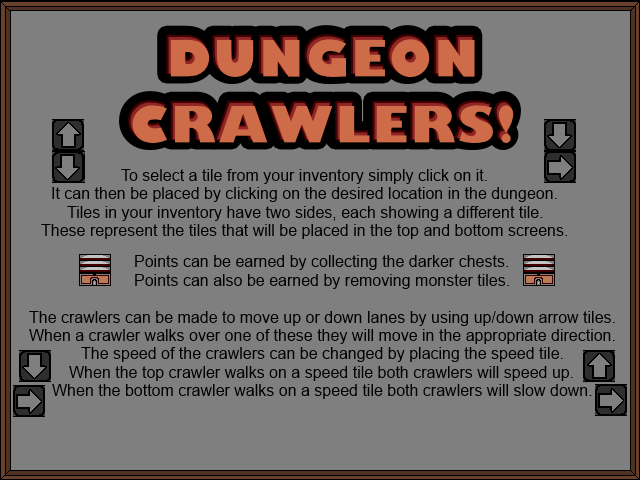 DUNGEON
CRAWLERS!
To select a tile from your inventory simply click on it.
It can then be placed by clicking on the desired location in the dungeon.
Tiles in your inventory have two sides, each showing a different tile.
These represent the tiles that will be placed in the top and bottom screens.
Points can be earned by collecting the darker chests.
Points can also be earned by removing monster tiles.
The crawlers can be made to move up or down lanes by using up/down arrow tiles.
When a crawler walks over one of these they will move in the appropriate direction.
The speed of the crawlers can be changed by placing the speed tile.
When the top crawler walks on a speed tile both crawlers will speed up.
When the bottom crawler walks on a speed tile both crawlers will slow down.